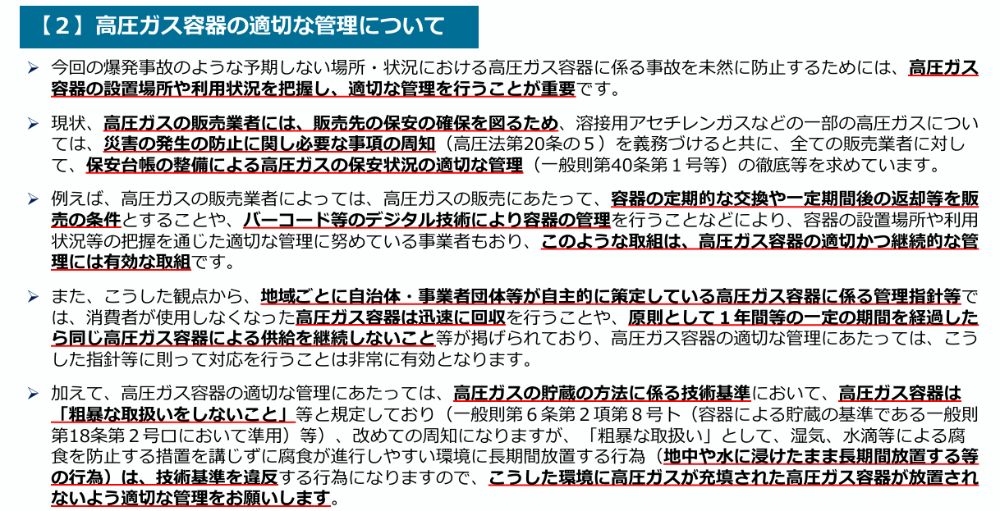 【２】高圧ガス容器の適切な管理について
➢ 今回の爆発事故のような予期しない場所・状況における高圧ガス容器に係る事故を未然に防止するためには、高圧ガス
容器の設置場所や利用状況を把握し、適切な管理を行うことが重要です。
➢ 現状、高圧ガスの販売業者には、販売先の保安の確保を図るため、溶接用アセチレンガスなどの一部の高圧ガスについ
ては、災害の発生の防止に関し必要な事項の周知（高圧法第20条の５）を義務づけると共に、全ての販売業者に対し
て、保安台帳の整備による高圧ガスの保安状況の適切な管理（一般則第40条第１号等）の徹底等を求めています。
➢ 例えば、高圧ガスの販売業者によっては、高圧ガスの販売にあたって、容器の定期的な交換や一定期間後の返却等を販
売の条件とすることや、バーコード等のデジタル技術により容器の管理を行うことなどにより、容器の設置場所や利用
状況等の把握を通じた適切な管理に努めている事業者もおり、このような取組は、高圧ガス容器の適切かつ継続的な管
理には有効な取組です。
➢ また、こうした観点から、地域ごとに自治体・事業者団体等が自主的に策定している高圧ガス容器に係る管理指針等で
は、消費者が使用しなくなった高圧ガス容器は迅速に回収を行うことや、原則として１年間等の一定の期間を経過した
ら同じ高圧ガス容器による供給を継続しないこと等が掲げられており、高圧ガス容器の適切な管理にあたっては、こう
した指針等に則って対応を行うことは非常に有効となります。
➢ 加えて、高圧ガス容器の適切な管理にあたっては、高圧ガスの貯蔵の方法に係る技術基準において、高圧ガス容器は
「粗暴な取扱いをしないこと」等と規定しており（一般則第６条第２項第８号ト（容器による貯蔵の基準である一般則
第18条第２号ロにおいて準用）等）、改めての周知になりますが、「粗暴な取扱い」として、湿気、水滴等による腐
食を防止する措置を講じずに腐食が進行しやすい環境に長期間放置する行為（地中や水に浸けたまま長期間放置する等
の行為）は、技術基準を違反する行為になりますので、こうした環境に高圧ガスが充填された高圧ガス容器が放置され
ないよう適切な管理をお願いします。